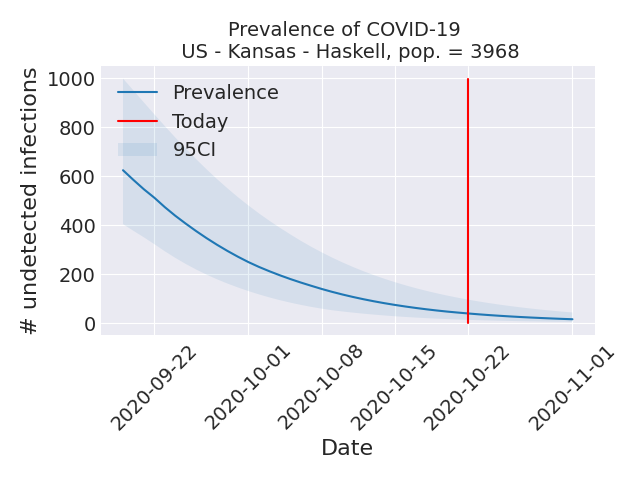 Prevalence of COVID-19
US - Kansas - Haskell, pop. = 3968
# undetected infections
1000
800
600
400
200
0
Prevalence
Today
95CI
2020-09-22
2020-10-01
2020-10-08
2020-10-15
2020-10-22
2020-11-01
Date